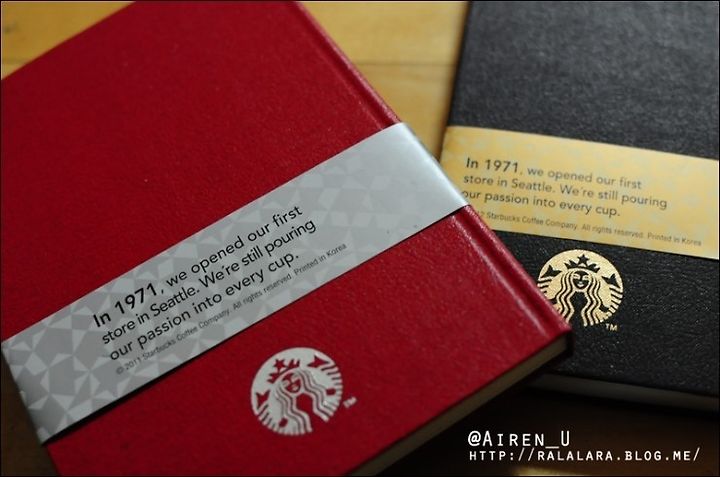 In 1971, we opened our first
store in Seattle. We're still pouring
our passion into every cup.
© 2011 Starbucks Coffee Company. All rights reserved. Printed in Korea
TM
In 1971, we opened our first
store in Seattle. We're still pouring
our passion into every cup.
2012 Starbucks Coffee Company. All rights reserved. Printed in Korea
TM
@AIREN_U
HTTP://RALALARA.BLOG.ME/